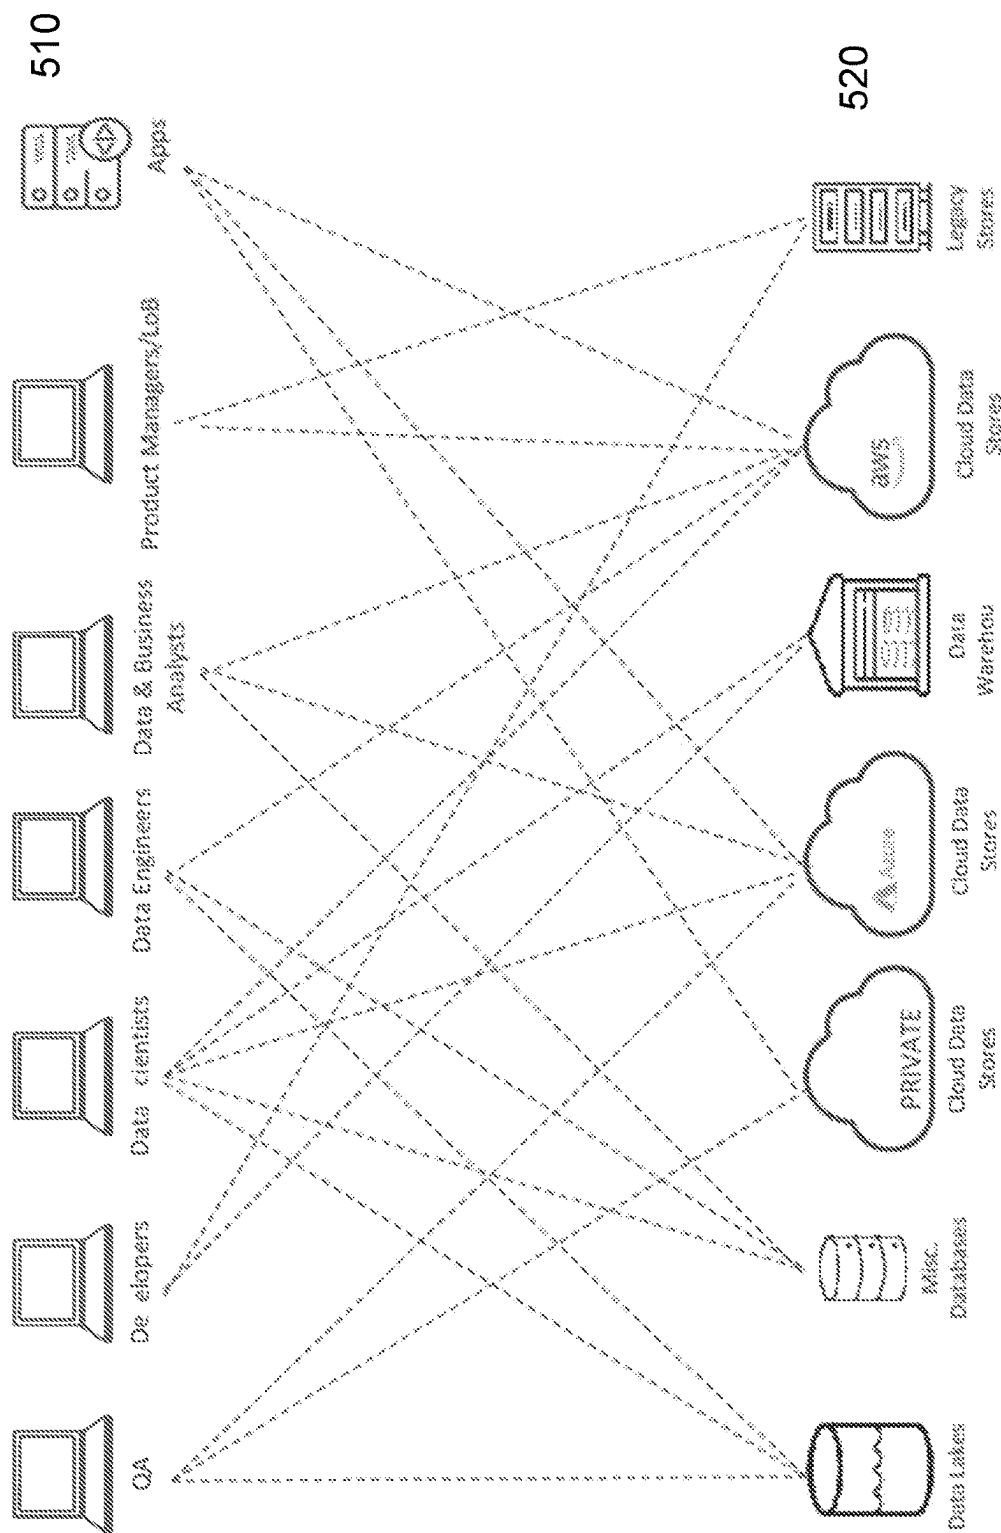 510
QA
De elopers
Data cientists
Data Engineers
Data & Business
Analysts
Product Managers/LoB
Apps
520
Data Lakes
Misc.
Databases
PRIVATE
Cloud Data
Stores
Azure
Cloud Data
Stores
Data
Warehou
aws
Cloud Data
Stores
Legacy
Stores